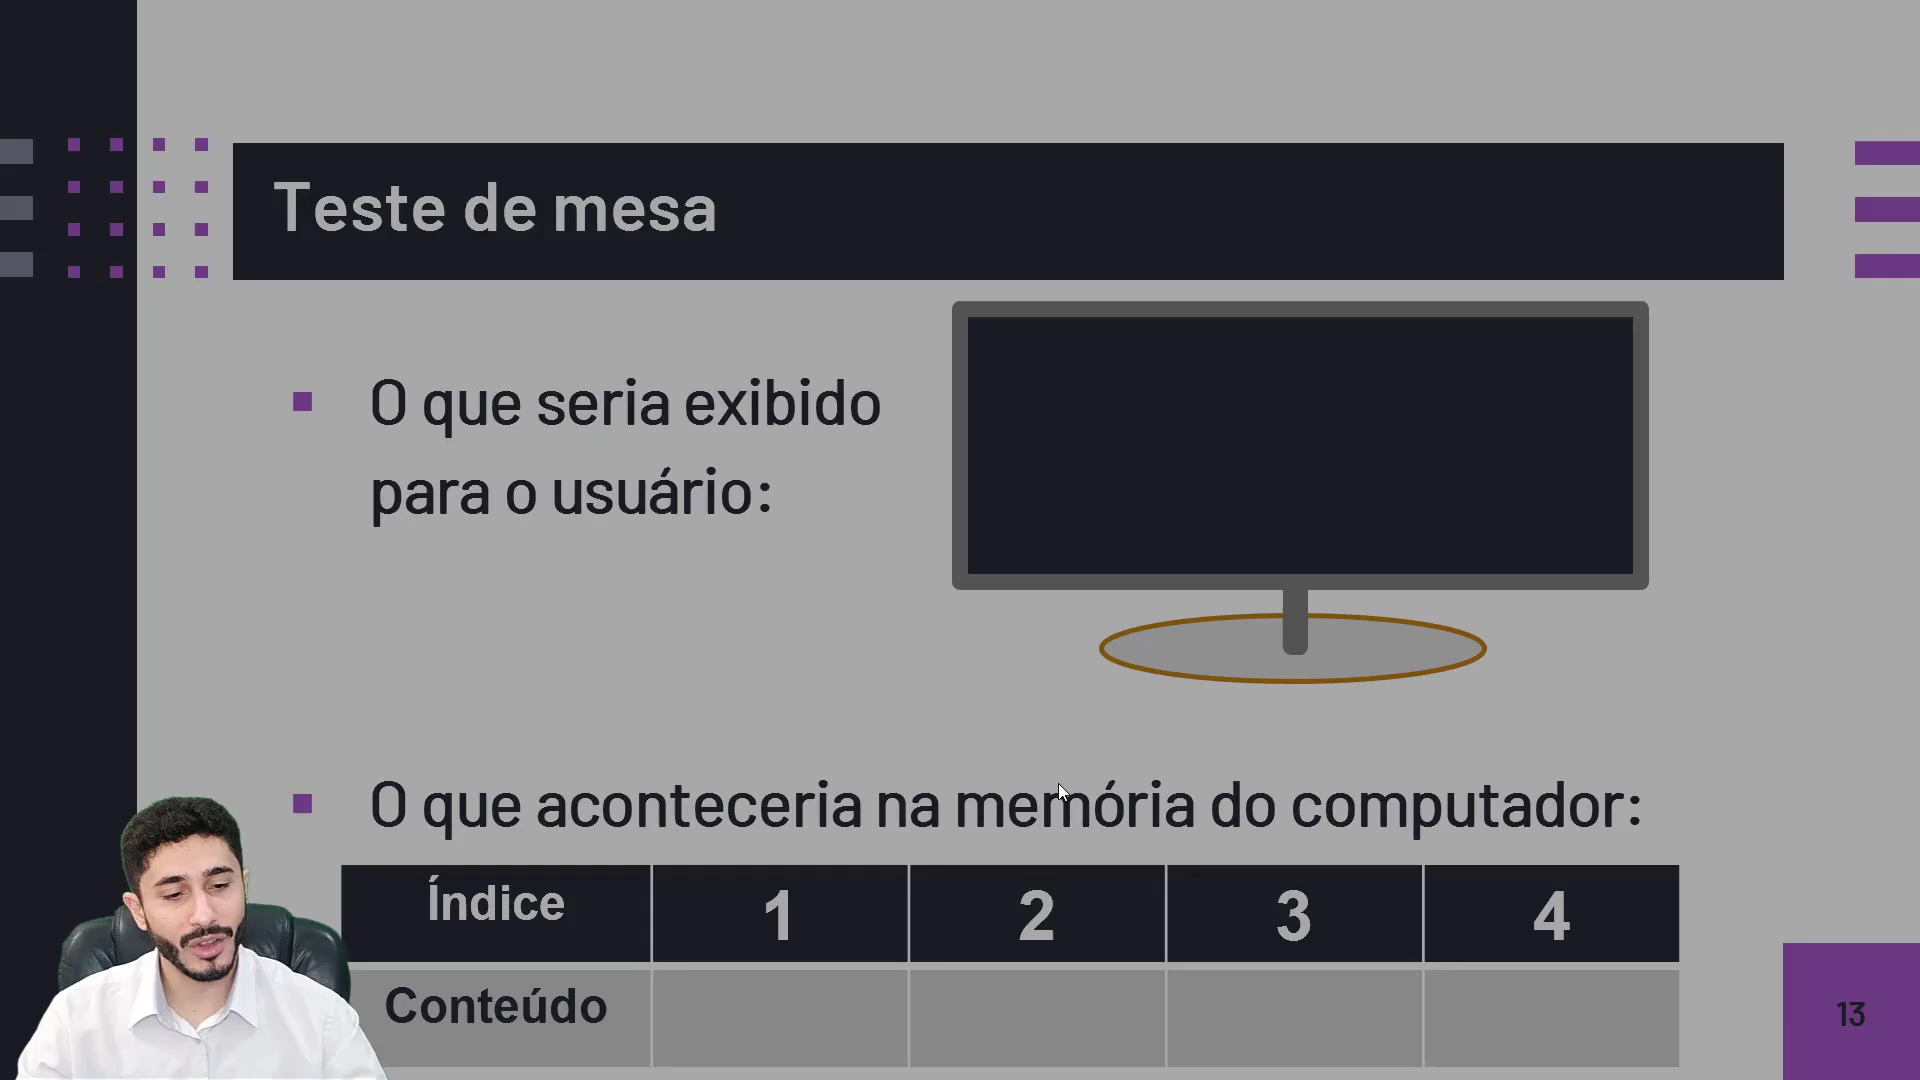 Teste de mesa
O que seria exibido
para o usuário:
O que aconteceria na memória do computador:
Índice 1 2 3 4
Conteúdo
13